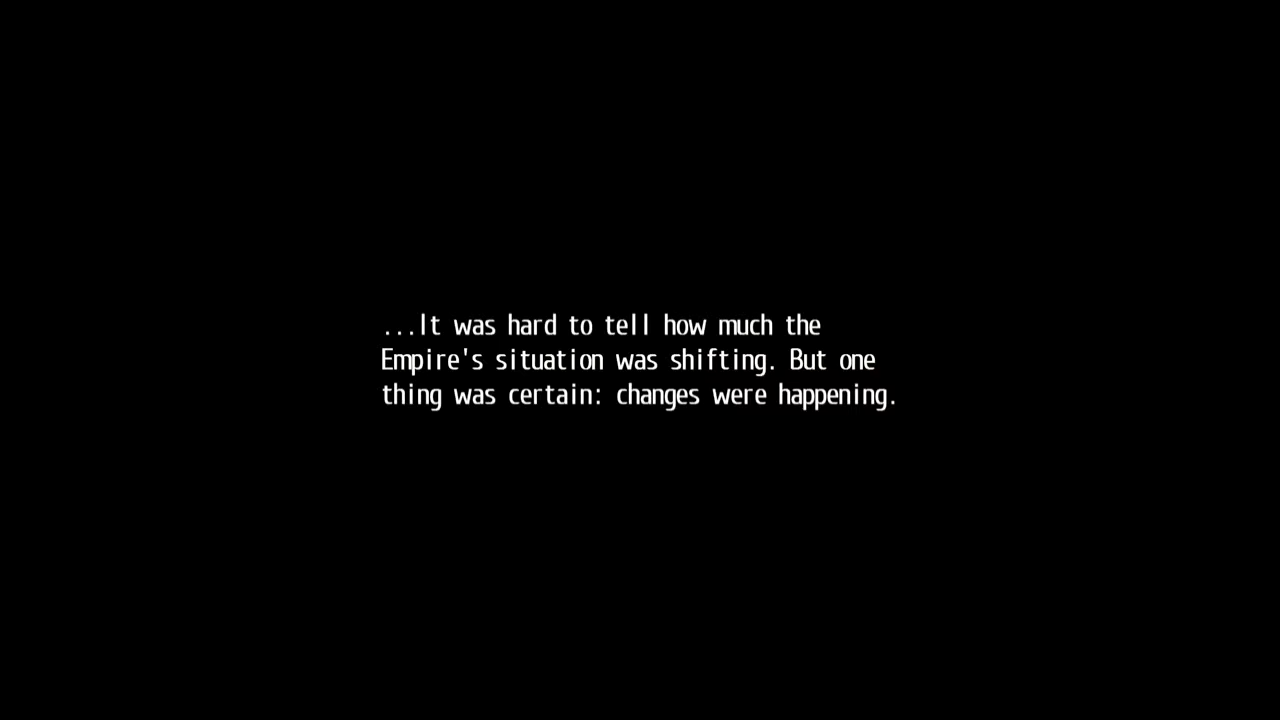 ...It was hard to tell how much the
Empire's situation was shifting. But one
thing was certain: changes were happening.